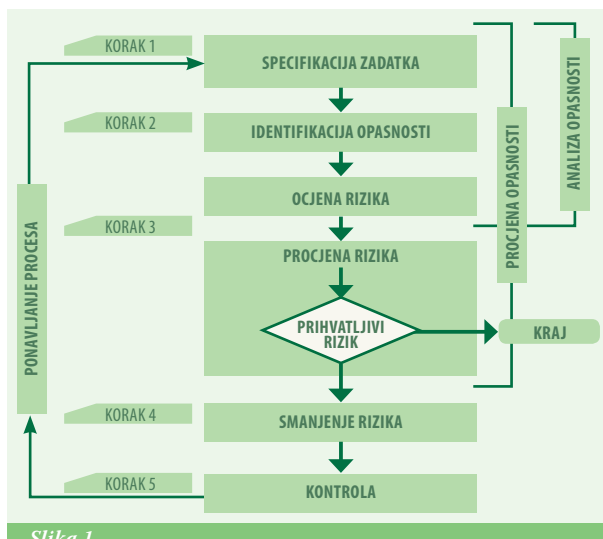 KORAK 1
SPECIFIKACIJA ZADATKA
KORAK 2
IDENTIFIKACIJA OPASNOSTI
OCJENA RIZIKA
KORAK 3
PROCJENA RIZIKA
PRIHVATLJIVI
RIZIK
KRAJ
KORAK 4
SMANJENJE RIZIKA
KORAK 5
KONTROLA
PONAVLJANJE PROCESA
PROCJENA OPASNOSTI
ANALIZA OPASNOSTI
Slika 1